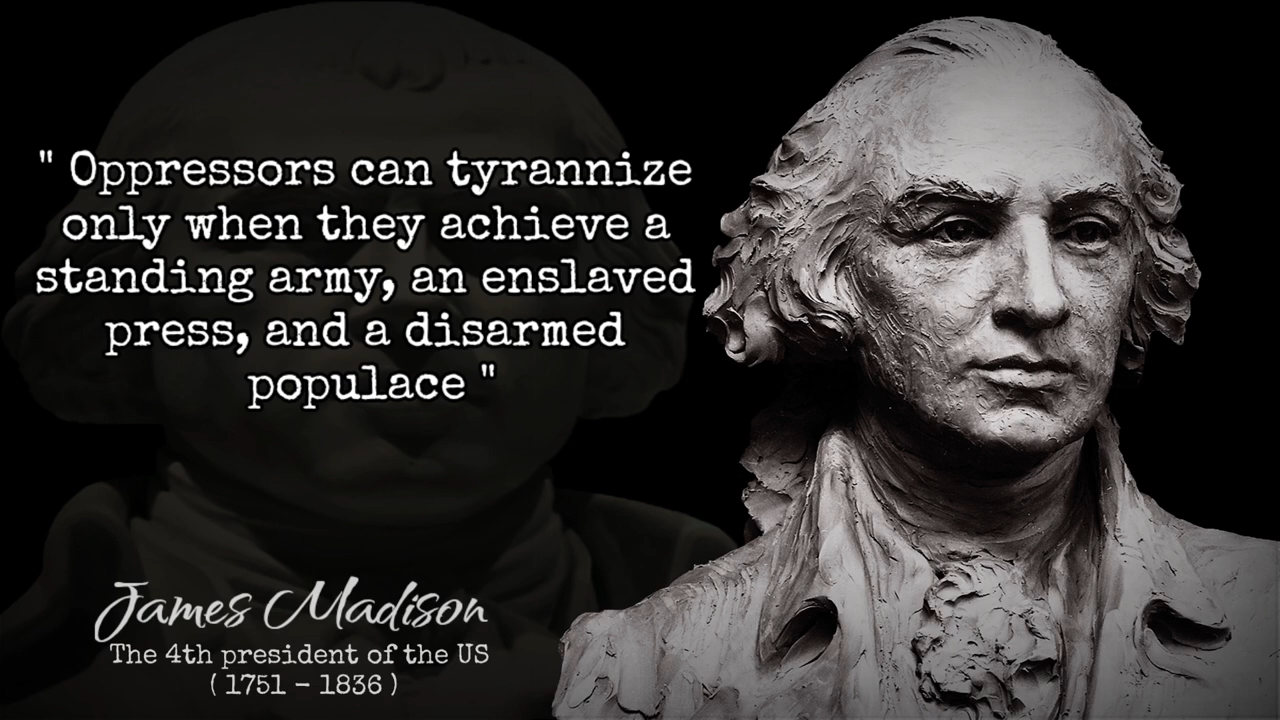 " Oppressors can tyrannize
only when they achieve a
standing army, an enslaved
press, and a disarmed
populace "
James Madison
The 4th president of the US
( 1751 - 1836 )